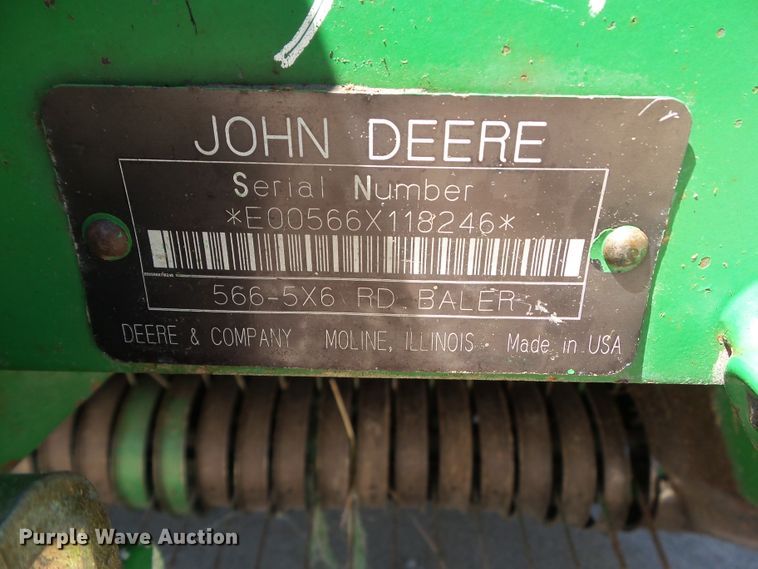 JOHN DEERE
Serial Number
*E00566X118246*
566-5X6 RD BALER
DEERE & COMPANY MOLINE, ILLINOIS Made in USA
Purple Wave Auction